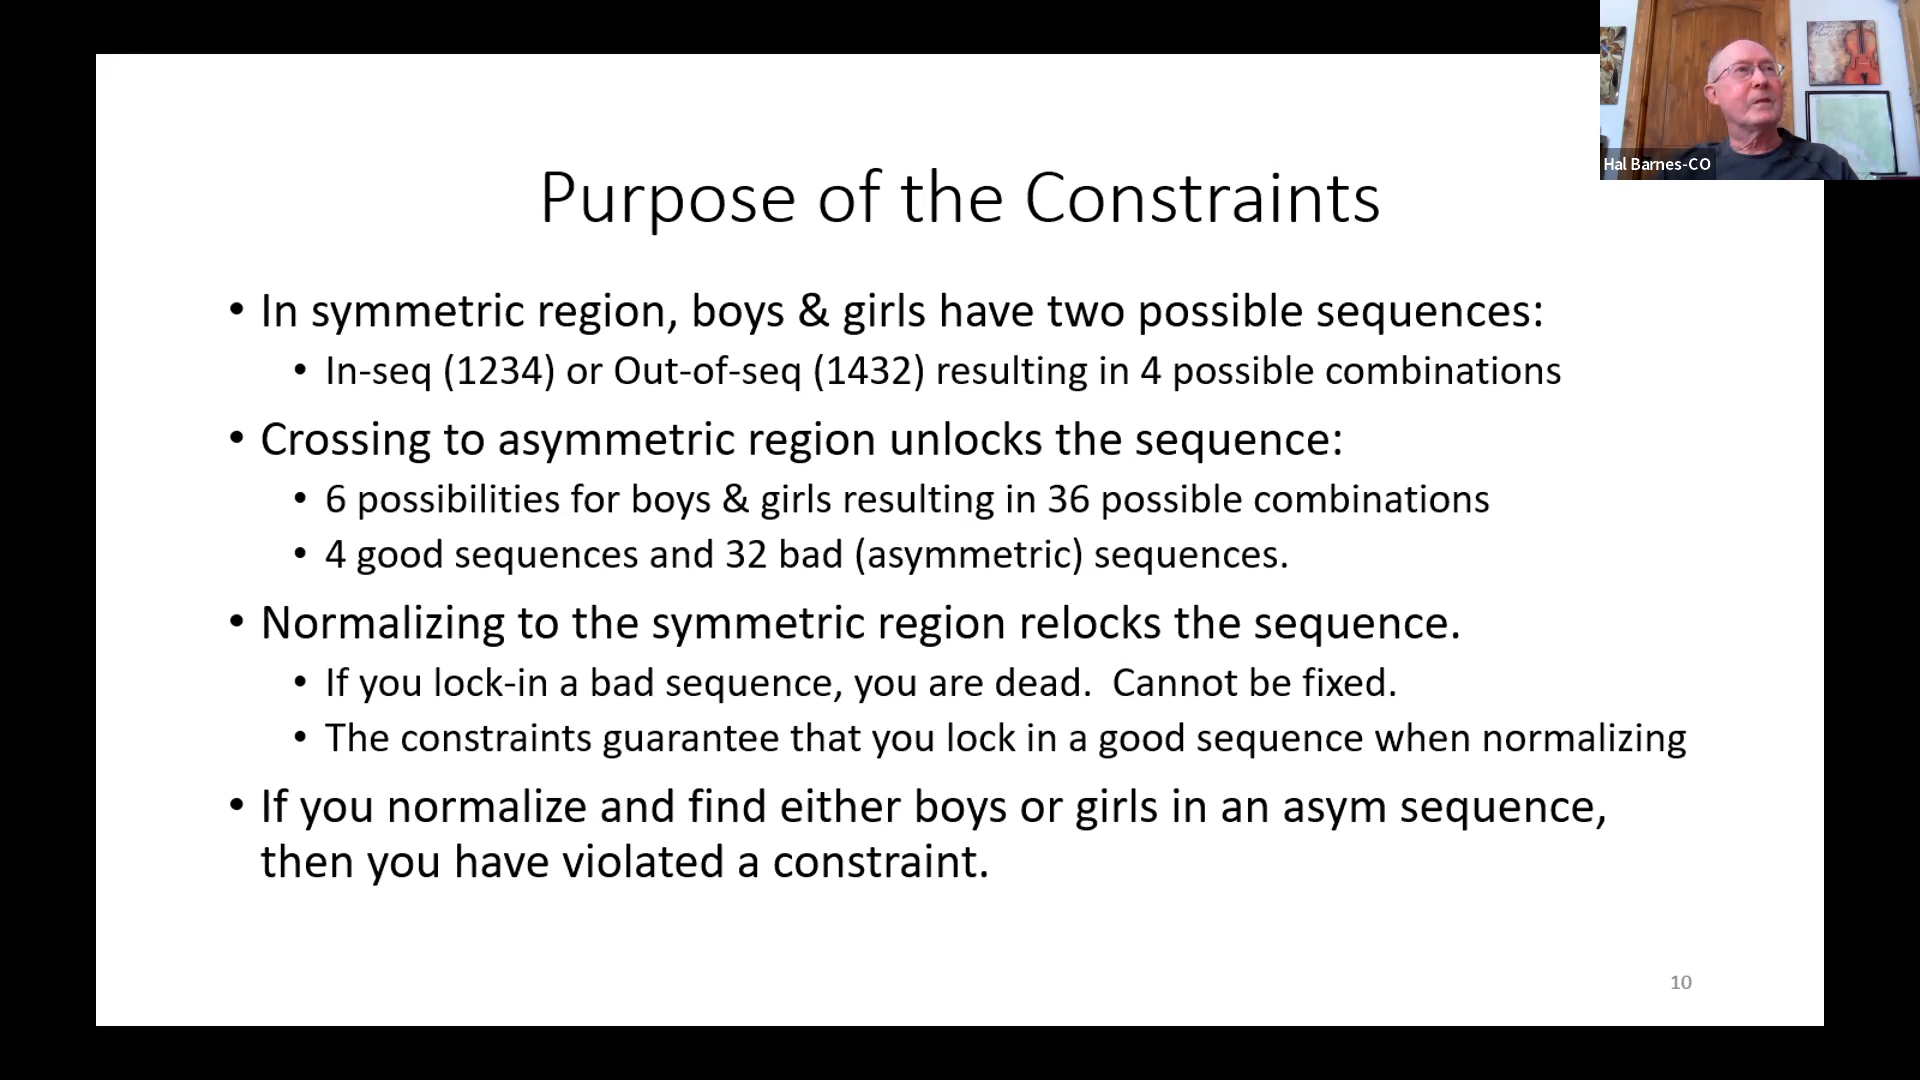 Hal Barnes-CO
Purpose of the Constraints
• In symmetric region, boys & girls have two possible sequences:
• In-seq (1234) or Out-of-seq (1432) resulting in 4 possible combinations
• Crossing to asymmetric region unlocks the sequence:
• 6 possibilities for boys & girls resulting in 36 possible combinations
• 4 good sequences and 32 bad (asymmetric) sequences.
• Normalizing to the symmetric region relocks the sequence.
• If you lock-in a bad sequence, you are dead.  Cannot be fixed.
• The constraints guarantee that you lock in a good sequence when normalizing
• If you normalize and find either boys or girls in an asym sequence,
then you have violated a constraint.
10